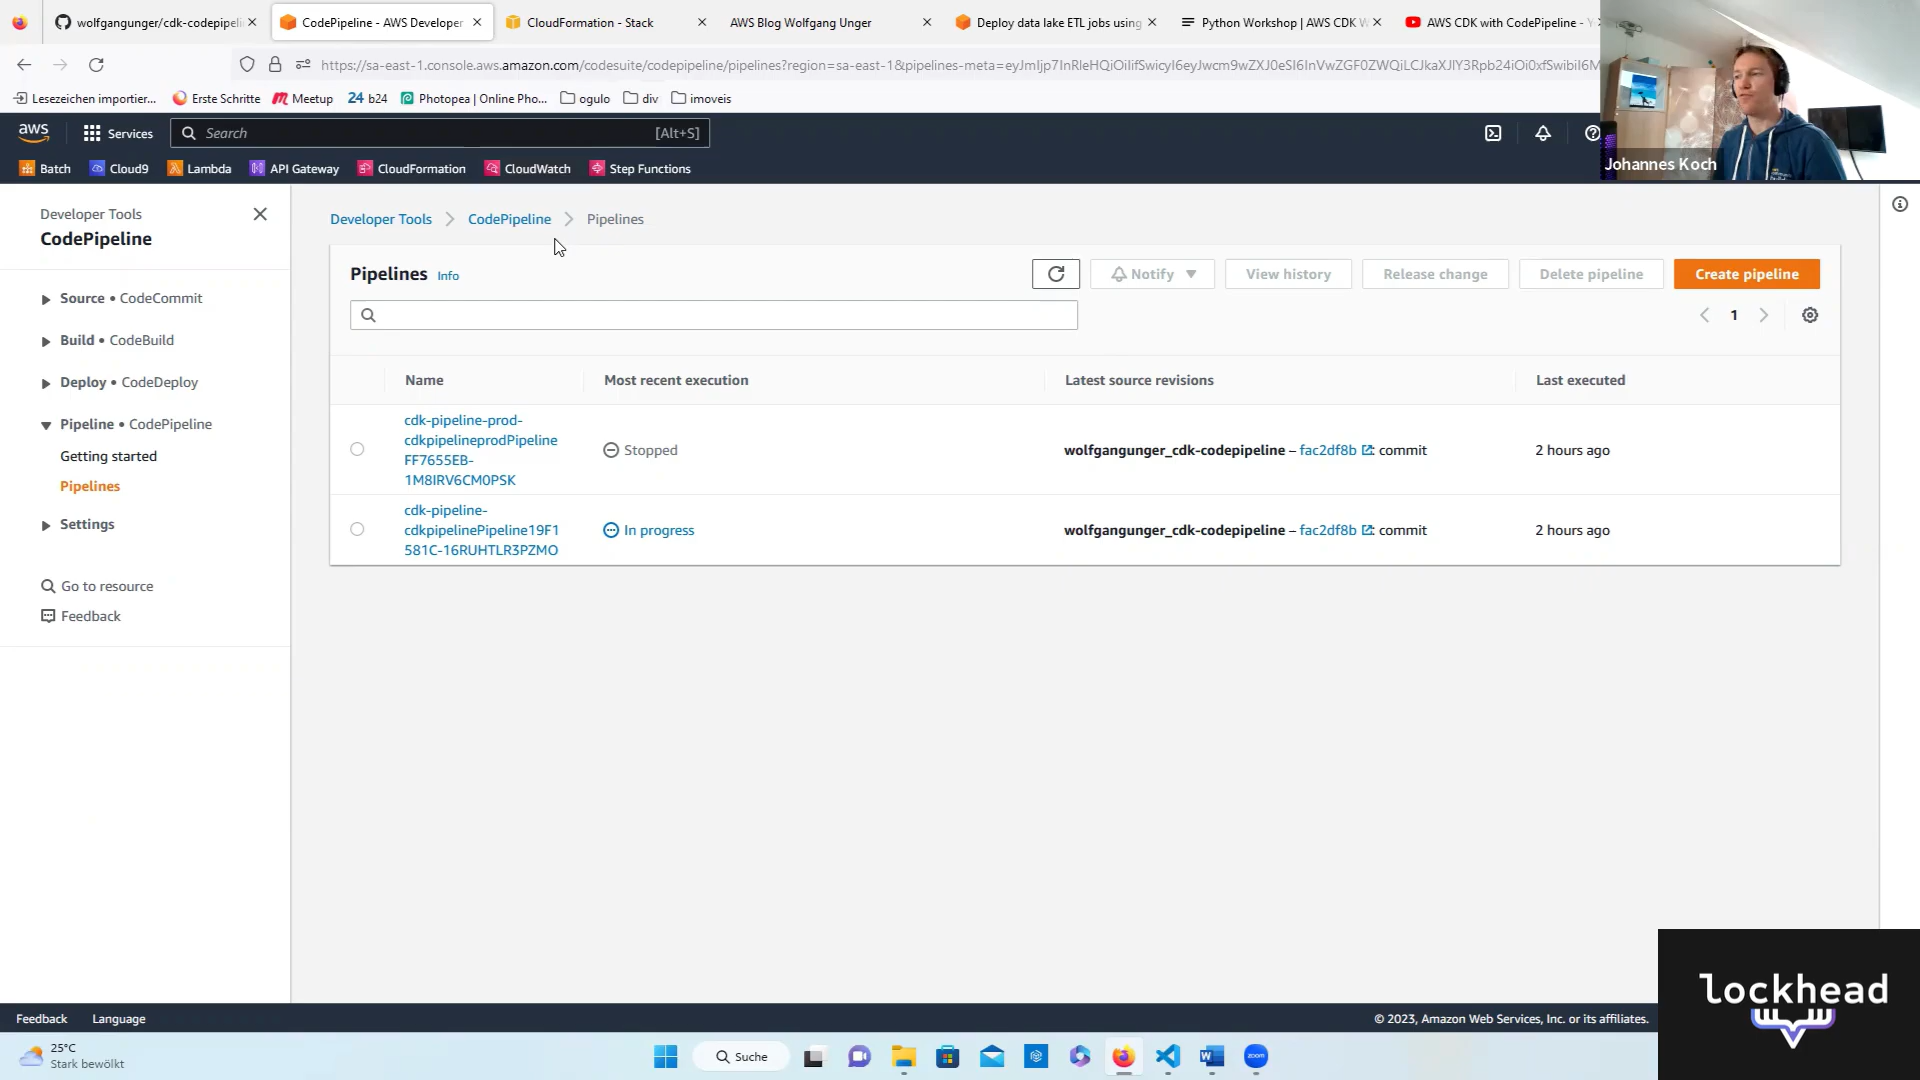 wolfgangunger/cdk-codepipeli
CodePipeline - AWS Developer
CloudFormation - Stack
AWS Blog Wolfgang Unger
Deploy data lake ETL jobs using
Python Workshop | AWS CDK W
AWS CDK with CodePipeline - Y
https://sa-east-1.console.aws.amazon.com/codesuite/codepipeline/pipelines?region=sa-east-1&pipelines-meta=eyJmIjp7InRleHQiOiIifSwicyI6eyJwcm9wZXJ0eSI6InVwZGF0ZWQiLCJkaXJlY3Rpb24iOi0xfSwibiI6M
Lesezeichen importier...
Erste Schritte
Meetup
24 b24
Photopea | Online Pho...
ogulo
div
imoveis
aws
Services
Search
[Alt+S]
Johannes Koch
Batch
Cloud9
Lambda
API Gateway
CloudFormation
CloudWatch
Step Functions
Developer Tools
CodePipeline
Source • CodeCommit
Build • CodeBuild
Deploy • CodeDeploy
Pipeline • CodePipeline
Getting started
Pipelines
Settings
Go to resource
Feedback
Developer Tools
CodePipeline
Pipelines
Pipelines Info
Notify
View history
Release change
Delete pipeline
Create pipeline
1
Name
Most recent execution
Latest source revisions
Last executed
cdk-pipeline-prod-
cdkpipelineprodPipeline
FF7655EB-
1M8IRV6CM0PSK
Stopped
wolfgangunger_cdk-codepipeline – fac2df8b : commit
2 hours ago
cdk-pipeline-
cdkpipelinePipeline19F1
581C-16RUHTLR3PZMO
In progress
wolfgangunger_cdk-codepipeline – fac2df8b : commit
2 hours ago
lockhead
Feedback
Language
© 2023, Amazon Web Services, Inc. or its affiliates.
25°C
Stark bewölkt
Suche
zoom